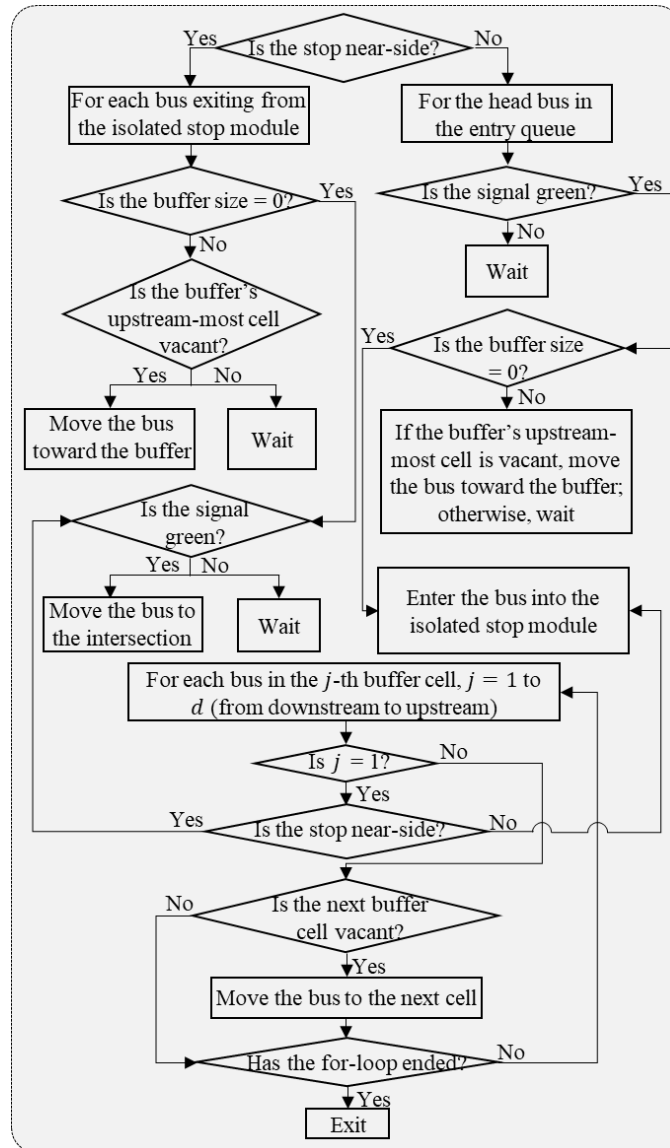 Is the stop near-side?
Yes
No
For each bus exiting from
the isolated stop module
For the head bus in
the entry queue
Is the buffer size = 0?
Yes
No
Is the signal green?
Yes
No
Wait
Is the buffer's
upstream-most cell
vacant?
Yes
No
Move the bus
toward the buffer
Wait
Is the buffer size
= 0?
Yes
No
If the buffer's upstream-
most cell is vacant, move
the bus toward the buffer;
otherwise, wait
Is the signal
green?
Yes
No
Move the bus to
the intersection
Wait
Enter the bus into the
isolated stop module
For each bus in the j-th buffer cell, j = 1 to
d (from downstream to upstream)
Is j = 1?
No
Yes
Is the stop near-side?
Yes
No
Is the next buffer
cell vacant?
No
Yes
Move the bus to the next cell
Has the for-loop ended?
No
Yes
Exit